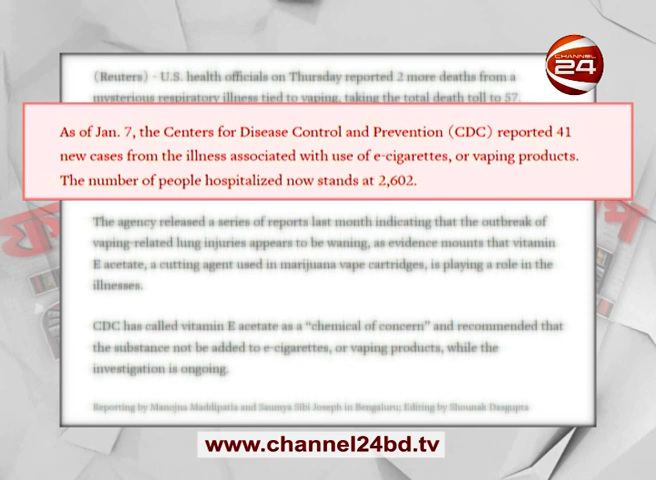 CHANNEL
24
(Reuters) - U.S. health officials on Thursday reported 2 more deaths from a
mysterious respiratory illness tied to vaping, taking the total death toll to 57.
As of Jan. 7, the Centers for Disease Control and Prevention (CDC) reported 41
new cases from the illness associated with use of e-cigarettes, or vaping products.
The number of people hospitalized now stands at 2,602.
The agency released a series of reports last month indicating that the outbreak of
vaping-related lung injuries appears to be waning, as evidence mounts that vitamin
E acetate, a cutting agent used in marijuana vape cartridges, is playing a role in the
illnesses.
CDC has called vitamin E acetate as a "chemical of concern" and recommended that
the substance not be added to e-cigarettes, or vaping products, while the
investigation is ongoing.
Reporting by Manojna Maddipatla and Saumya Sibi Joseph in Bengaluru; Editing by Shounak Dasgupta
www.channel24bd.tv